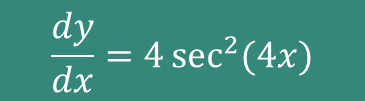 dy/dx = 4 sec²(4x)